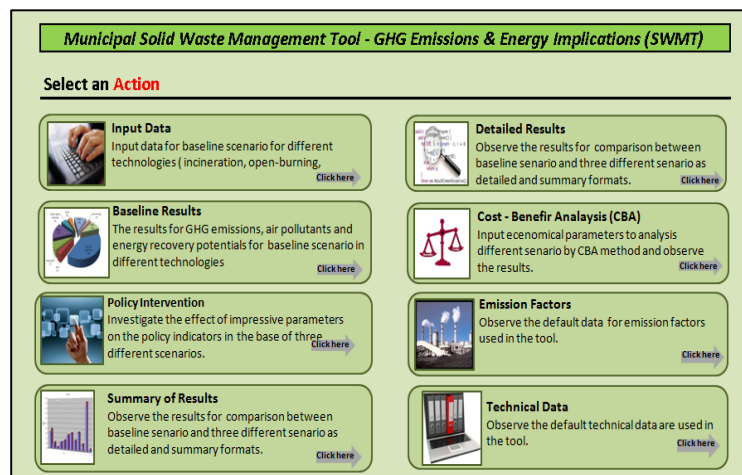 Municipal Solid Waste Management Tool - GHG Emissions & Energy Implications (SWMT)
Select an Action
Input Data
Input data for baseline scenario for different
technologies ( incineration, open-burning,
Click here
Baseline Results
The results for GHG emissions, air pollutants and
energy recovery potentials for baseline scenario in
different technologies
Click here
Policy Intervention
Investigate the effect of impressive parameters
on the policy indicators in the base of three
different scenarios.
Click here
Summary of Results
Observe the results for comparison between
baseline senario and three different senario as
detailed and summary formats.
Click here
Detailed Results
Observe the results for comparison between
baseline senario and three different senario as
detailed and summary formats.
Click here
Cost - Benefir Analaysis (CBA)
Input economical parameters to analysis
different senario by CBA method and observe
the results.
Click here
Emission Factors
Observe the default data for emission factors
used in the tool.
Click here
Technical Data
Observe the default technical data are used in
the tool.
Click here